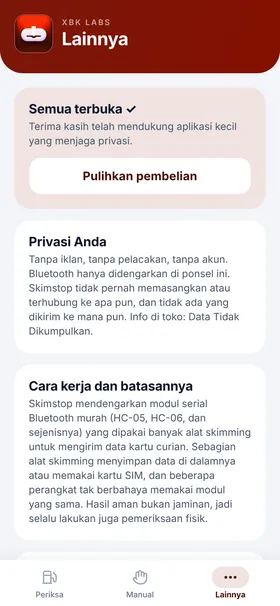 XBK LABS
Lainnya
Semua terbuka ✓
Terima kasih telah mendukung aplikasi kecil
yang menjaga privasi.
Pulihkan pembelian
Privasi Anda
Tanpa iklan, tanpa pelacakan, tanpa akun.
Bluetooth hanya didengarkan di ponsel ini.
Skimstop tidak pernah memasangkan atau
terhubung ke apa pun, dan tidak ada yang
dikirim ke mana pun. Info di toko: Data Tidak
Dikumpulkan.
Cara kerja dan batasannya
Skimstop mendengarkan modul serial
Bluetooth murah (HC-05, HC-06, dan
sejenisnya) yang dipakai banyak alat skimming
untuk mengirim data kartu curian. Sebagian
alat skimming menyimpan data di dalamnya
atau memakai kartu SIM, dan beberapa
perangkat tak berbahaya memakai modul
yang sama. Hasil aman bukan jaminan, jadi
selalu lakukan juga pemeriksaan fisik.
Periksa
Manual
Lainnya